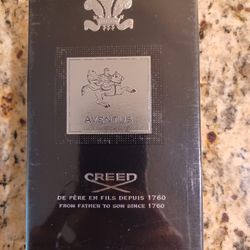 AVENTUS
CREED
DE PÈRE EN FILS DEPUIS 1760
FROM FATHER TO SON SINCE 1760